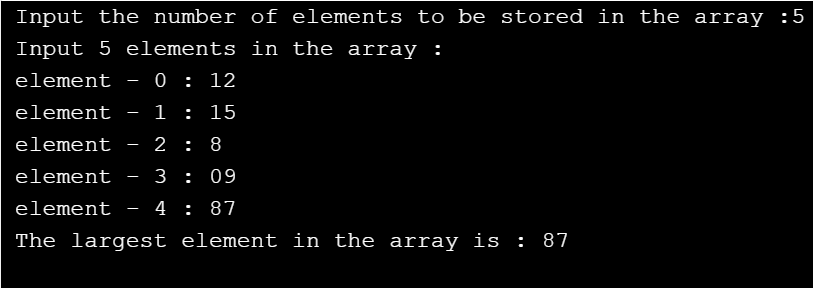 Input the number of elements to be stored in the array :5
Input 5 elements in the array :
element - 0 : 12
element - 1 : 15
element - 2 : 8
element - 3 : 09
element - 4 : 87
The largest element in the array is : 87